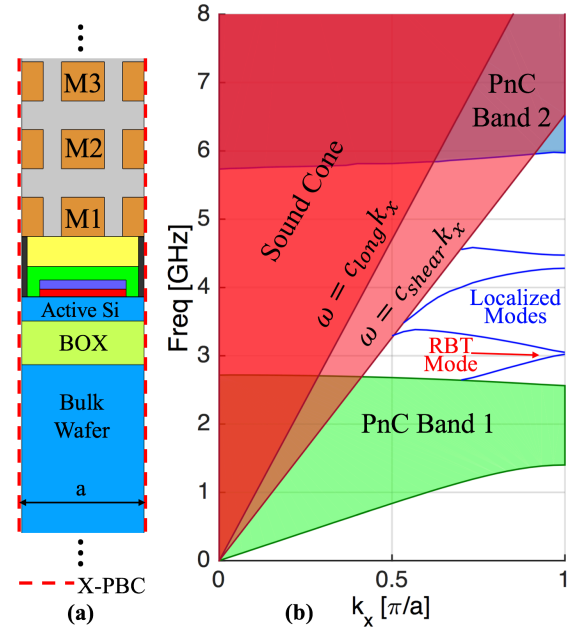 M3
M2
M1
Active Si
BOX
Bulk
Wafer
a
X-PBC
(a)
Freq [GHz]
8
7
6
5
4
3
2
1
0
Sound Cone
ω = c_long k_x
ω = c_shear k_x
PnC
Band 2
Localized
Modes
RBT
Mode
PnC Band 1
0
0.5
1
k_x [π/a]
(b)